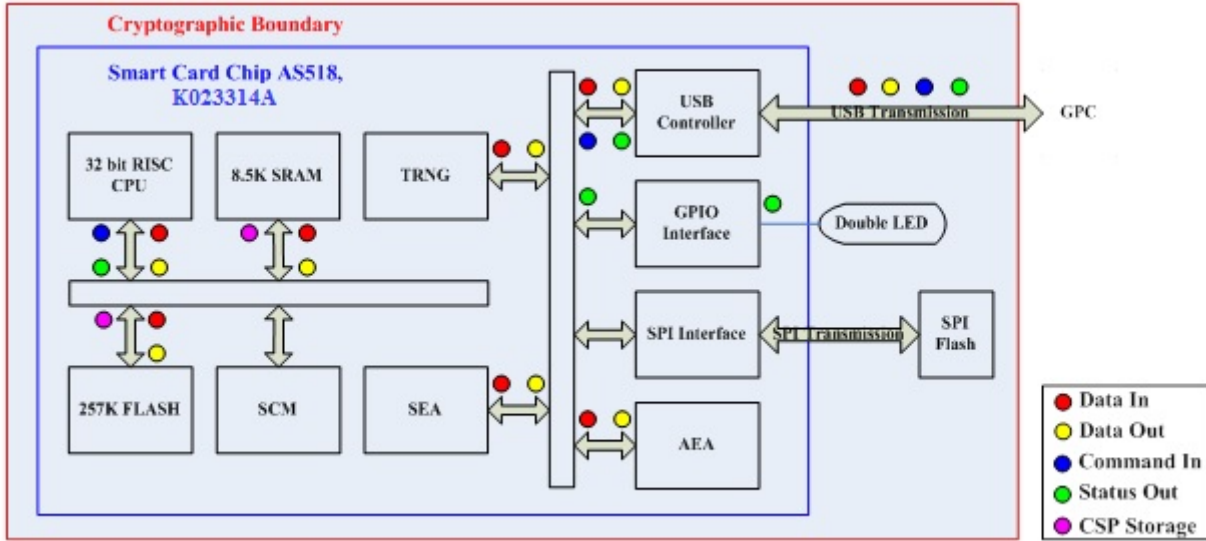 Cryptographic Boundary
Smart Card Chip AS518,
K023314A
USB
Controller
USB Transmission
GPC
32 bit RISC
CPU
8.5K SRAM
TRNG
GPIO
Interface
Double LED
SPI Interface
SPI Transmission
SPI
Flash
257K FLASH
SCM
SEA
AEA
Data In
Data Out
Command In
Status Out
CSP Storage